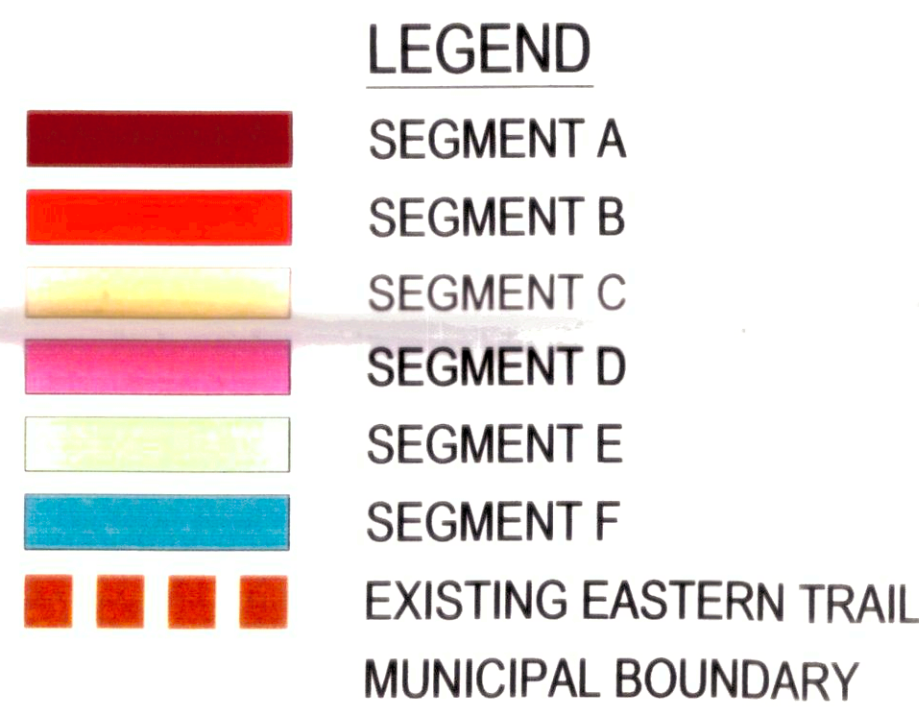 LEGEND
SEGMENT A
SEGMENT B
SEGMENT C
SEGMENT D
SEGMENT E
SEGMENT F
EXISTING EASTERN TRAIL
MUNICIPAL BOUNDARY